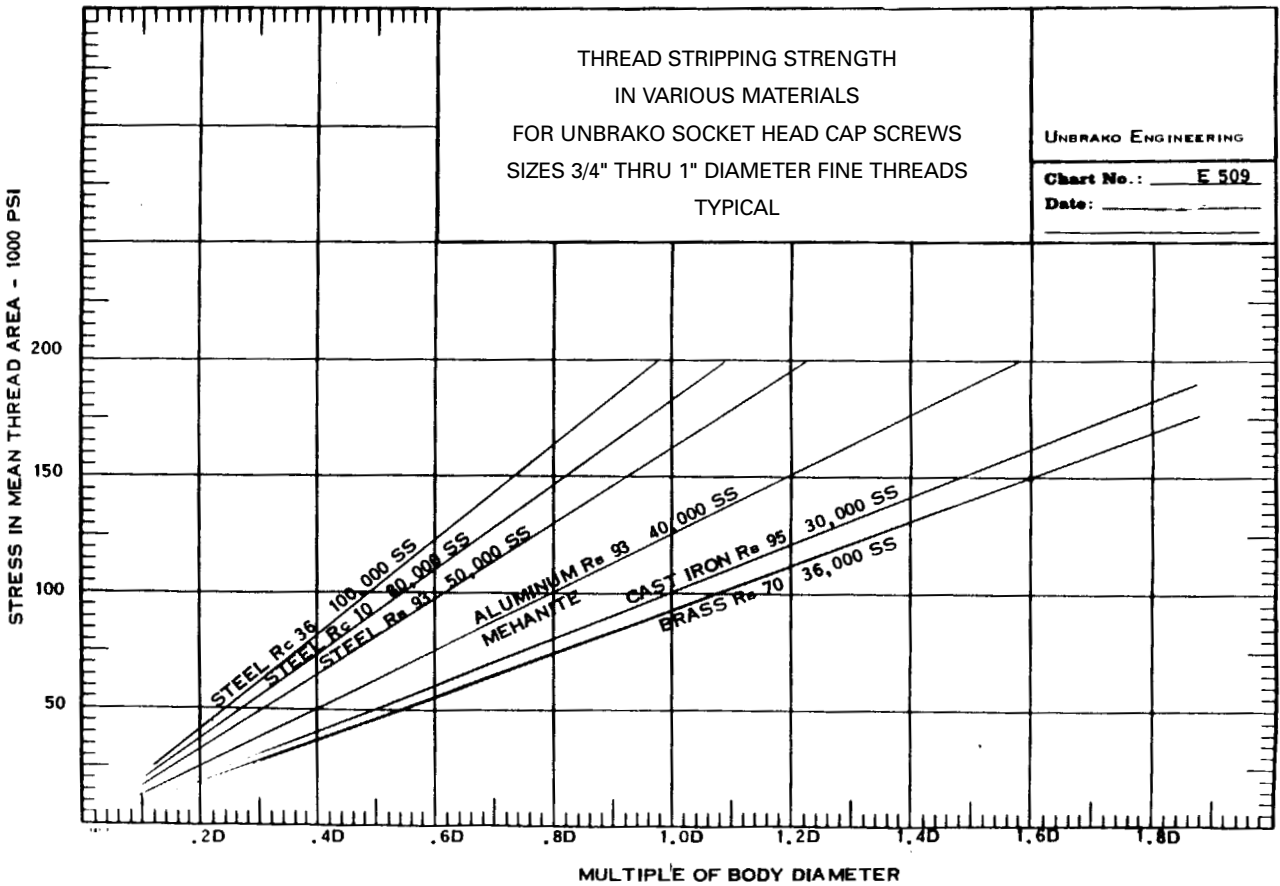 THREAD STRIPPING STRENGTH
IN VARIOUS MATERIALS
FOR UNBRAKO SOCKET HEAD CAP SCREWS
SIZES 3/4" THRU 1" DIAMETER FINE THREADS
TYPICAL
UNBRAKO ENGINEERING
Chart No.: E 509
Date:
STRESS IN MEAN THREAD AREA - 1000 PSI
200
150
100
50
STEEL Rc 36 100,000 SS
STEEL Rc 10 80,000 SS
STEEL Ra 93 50,000 SS
ALUMINUM Ra 93 40,000 SS
MEHANITE
CAST IRON Ra 95 30,000 SS
BRASS Ra 70 36,000 SS
.2D .4D .6D .8D 1.0D 1.2D 1.4D 1.6D 1.8D
MULTIPLE OF BODY DIAMETER